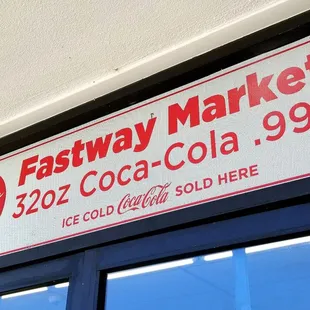 Fastway Market
32oz Coca-Cola .99
ICE COLD Coca-Cola SOLD HERE